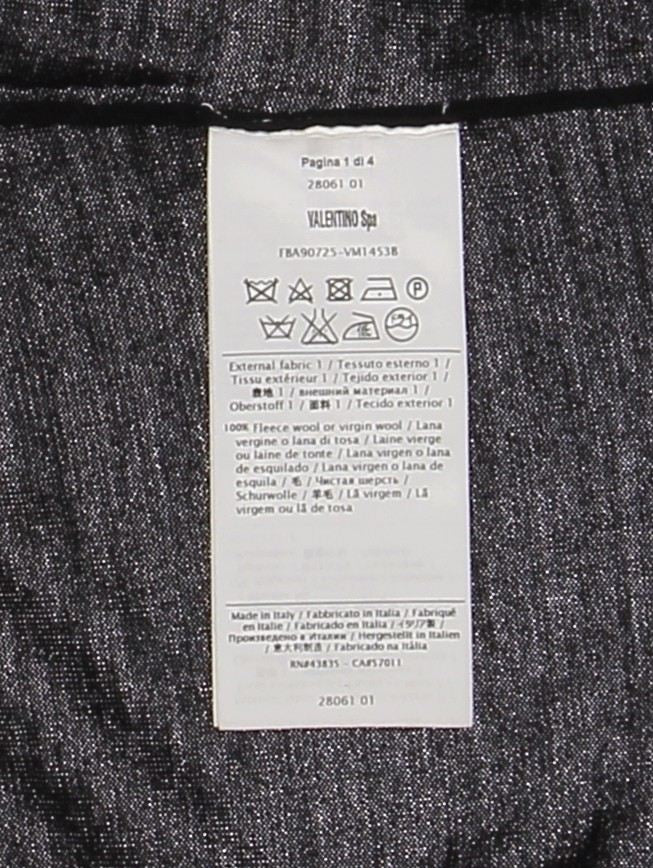 Pagina 1 di 4
28061 01
VALENTINO Spa
FBA90725-VM1453B
P
External fabric 1 / Tessuto esterno 1 /
Tissu extérieur 1 / Tejido exterior 1 /
表地 1 / внешний материал 1 /
Oberstoff 1 / 面料 1 / Tecido exterior 1
100% Fleece wool or virgin wool / Lana
vergine o lana di tosa / Laine vierge
ou laine de tonte / Lana virgen o lana
de esquilado / Lana virgen o lana de
esquila / 毛 / Чистая шерсть /
Schurwolle / 羊毛 / Lã virgem / Lã
virgem ou lã de tosa
Made in Italy / Fabbricato in Italia / Fabriqué
en Italie / Fabricado en Italia / イタリア製 /
Произведено в Италии / Hergestellt in Italien
/ 意大利制造 / Fabricado na Itália
RN#43835 - CA#57011
28061 01